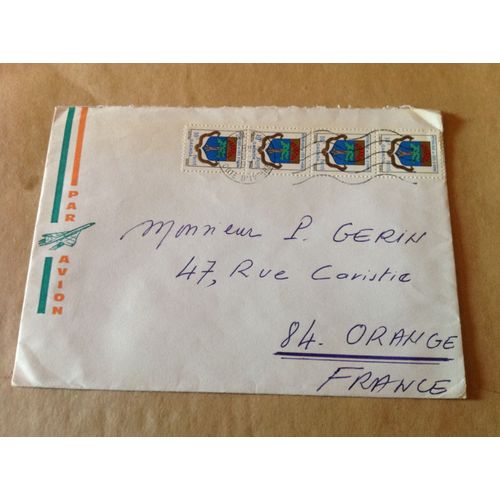 PAR
AVION
Monsieur P. GERIN
47, Rue Caristie
84. ORANGE
FRANCE